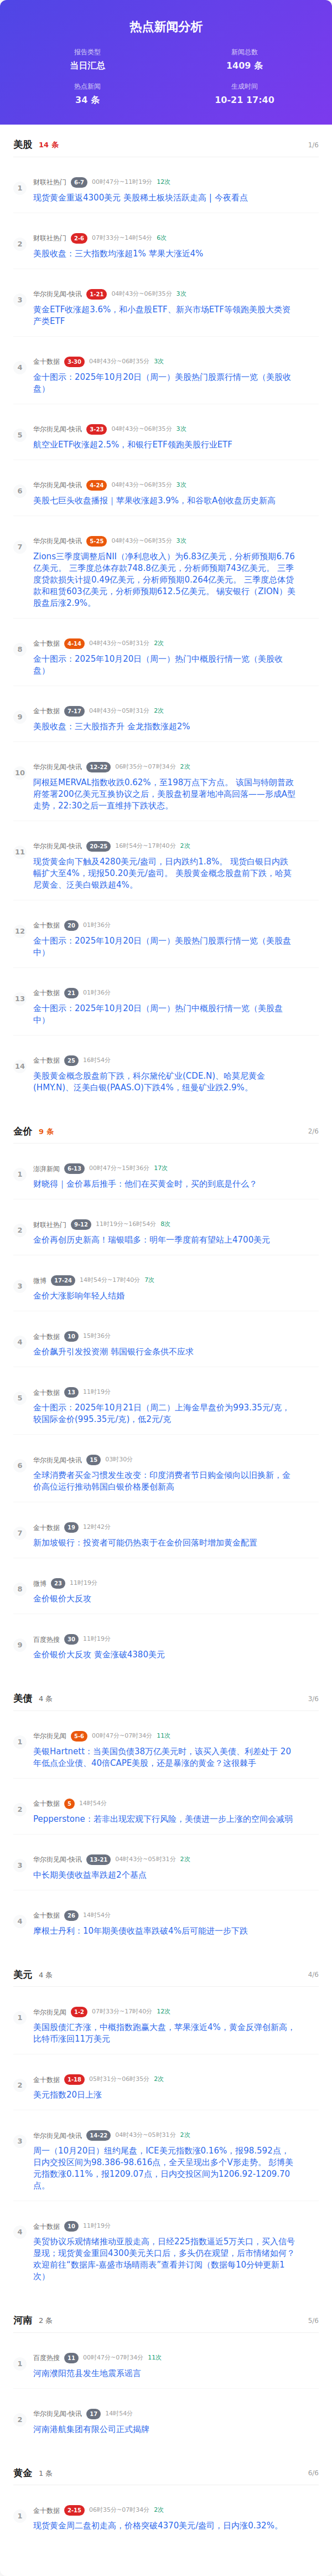 热点新闻分析
报告类型
新闻总数
当日汇总
1409 条
热点新闻
生成时间
34 条
10-21 17:40
美股 14 条 1/6
1
财联社热门 6-7 00时47分~11时19分 12次
现货黄金重返4300美元 美股稀土板块活跃走高 | 今夜看点
2
财联社热门 2-6 07时33分~14时54分 6次
美股收盘：三大指数均涨超1% 苹果大涨近4%
3
华尔街见闻-快讯 1-21 04时43分~06时35分 3次
黄金ETF收涨超3.6%，和小盘股ETF、新兴市场ETF等领跑美股大类资
产类ETF
4
金十数据 3-30 04时43分~06时35分 3次
金十图示：2025年10月20日（周一）美股热门股票行情一览（美股收
盘）
5
华尔街见闻-快讯 3-23 04时43分~06时35分 3次
航空业ETF收涨超2.5%，和银行ETF领跑美股行业ETF
6
华尔街见闻-快讯 4-24 04时43分~06时35分 3次
美股七巨头收盘播报 | 苹果收涨超3.9%，和谷歌A创收盘历史新高
7
华尔街见闻-快讯 5-25 04时43分~06时35分 3次
Zions三季度调整后NII（净利息收入）为6.83亿美元，分析师预期6.76
亿美元。 三季度总体存款748.8亿美元，分析师预期743亿美元。 三季
度贷款损失计提0.49亿美元，分析师预期0.264亿美元。 三季度总体贷
款和租赁603亿美元，分析师预期612.5亿美元。 锡安银行（ZION）美
股盘后涨2.9%。
8
金十数据 4-14 04时43分~05时31分 2次
金十图示：2025年10月20日（周一）热门中概股行情一览（美股收
盘）
9
金十数据 7-17 04时43分~05时31分 2次
美股收盘：三大股指齐升 金龙指数涨超2%
10
华尔街见闻-快讯 12-22 06时35分~07时34分 2次
阿根廷MERVAL指数收跌0.62%，至198万点下方点。 该国与特朗普政
府签署200亿美元互换协议之后，美股盘初显著地冲高回落——形成A型
走势，22:30之后一直维持下跌状态。
11
华尔街见闻-快讯 20-25 16时54分~17时40分 2次
现货黄金向下触及4280美元/盎司，日内跌约1.8%。 现货白银日内跌
幅扩大至4%，现报50.20美元/盎司。 美股黄金概念股盘前下跌，哈莫
尼黄金、泛美白银跌超4%。
12
金十数据 20 01时36分
金十图示：2025年10月20日（周一）美股热门股票行情一览（美股盘
中）
13
金十数据 21 01时36分
金十图示：2025年10月20日（周一）热门中概股行情一览（美股盘
中）
14
金十数据 25 16时54分
美股黄金概念股盘前下跌，科尔黛伦矿业(CDE.N)、哈莫尼黄金
(HMY.N)、泛美白银(PAAS.O)下跌4%，纽曼矿业跌2.9%。
金价 9 条 2/6
1
澎湃新闻 6-13 00时47分~15时36分 17次
财晓得｜金价幕后推手：他们在买黄金时，买的到底是什么？
2
财联社热门 9-12 11时19分~16时54分 8次
金价再创历史新高！瑞银唱多：明年一季度前有望站上4700美元
3
微博 17-24 14时54分~17时40分 7次
金价大涨影响年轻人结婚
4
金十数据 10 15时36分
金价飙升引发投资潮 韩国银行金条供不应求
5
金十数据 13 11时19分
金十图示：2025年10月21日（周二）上海金早盘价为993.35元/克，
较国际金价(995.35元/克)，低2元/克
6
华尔街见闻-快讯 15 03时30分
全球消费者买金习惯发生改变：印度消费者节日购金倾向以旧换新，金
价高位运行推动韩国白银价格屡创新高
7
金十数据 19 12时42分
新加坡银行：投资者可能仍热衷于在金价回落时增加黄金配置
8
微博 23 11时19分
金价银价大反攻
9
百度热搜 30 11时19分
金价银价大反攻 黄金涨破4380美元
美债 4 条 3/6
1
华尔街见闻 5-6 00时47分~07时34分 11次
美银Hartnett：当美国负债38万亿美元时，该买入美债、利差处于 20
年低点企业债、40倍CAPE美股，还是暴涨的黄金？这很棘手
2
金十数据 5 14时54分
Pepperstone：若非出现宏观下行风险，美债进一步上涨的空间会减弱
3
华尔街见闻-快讯 13-21 04时43分~05时31分 2次
中长期美债收益率跌超2个基点
4
金十数据 26 14时54分
摩根士丹利：10年期美债收益率跌破4%后可能进一步下跌
美元 4 条 4/6
1
华尔街见闻 1-2 07时33分~17时40分 12次
美国股债汇齐涨，中概指数跑赢大盘，苹果涨近4%，黄金反弹创新高，
比特币涨回11万美元
2
金十数据 1-18 05时31分~06时35分 2次
美元指数20日上涨
3
华尔街见闻-快讯 14-22 04时43分~05时31分 2次
周一（10月20日）纽约尾盘，ICE美元指数涨0.16%，报98.592点，
日内交投区间为98.386-98.616点，全天呈现出多个V形走势。 彭博美
元指数涨0.11%，报1209.07点，日内交投区间为1206.92-1209.70
点。
4
金十数据 10 11时19分
美贸协议乐观情绪推动亚股走高，日经225指数逼近5万关口，买入信号
显现；现货黄金重回4300美元关口后，多头仍在观望，后市情绪如何？
欢迎前往“数据库-嘉盛市场晴雨表”查看并订阅（数据每10分钟更新1
次）
河南 2 条 5/6
1
百度热搜 11 00时47分~07时34分 11次
河南濮阳范县发生地震系谣言
2
华尔街见闻-快讯 17 14时54分
河南港航集团有限公司正式揭牌
黄金 1 条 6/6
1
金十数据 2-15 06时35分~07时34分 2次
现货黄金周二盘初走高，价格突破4370美元/盎司，日内涨0.32%。